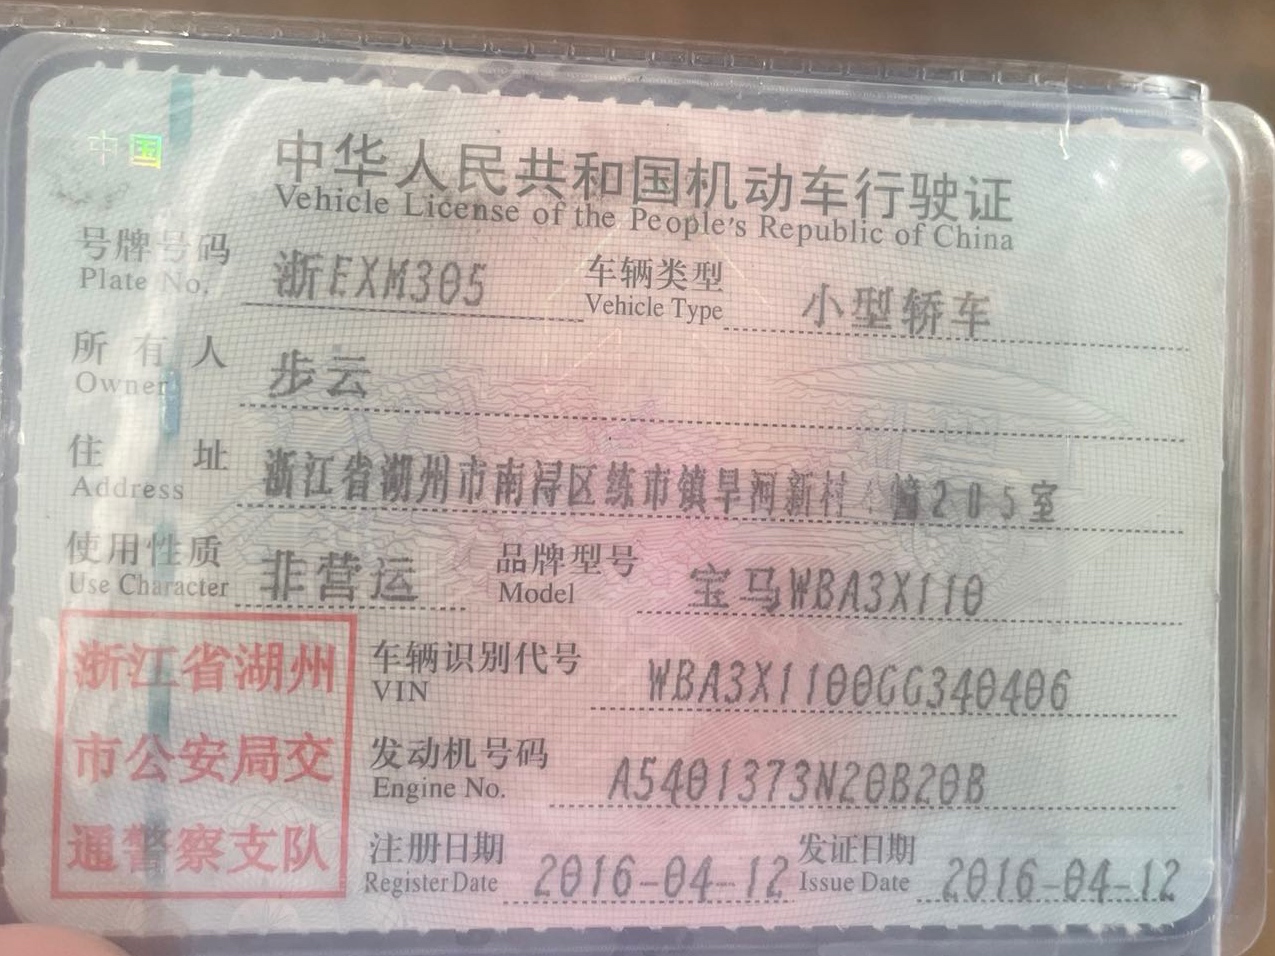 中国
中华人民共和国机动车行驶证
Vehicle License of the People's Republic of China
号牌号码 浙EXM305 车辆类型 小型轿车
Plate No. Vehicle Type
所有人 步云
Owner
住址 浙江省湖州市南浔区练市镇旱河新村 幢205室
Address
使用性质 非营运 品牌型号 宝马WBA3X110
Use Character Model
浙江省湖州
市公安局交
通警察支队
车辆识别代号 WBA3X1100GG340406
VIN
发动机号码 A5401373N20B20B
Engine No.
注册日期 2016-04-12 发证日期 2016-04-12
Register Date Issue Date